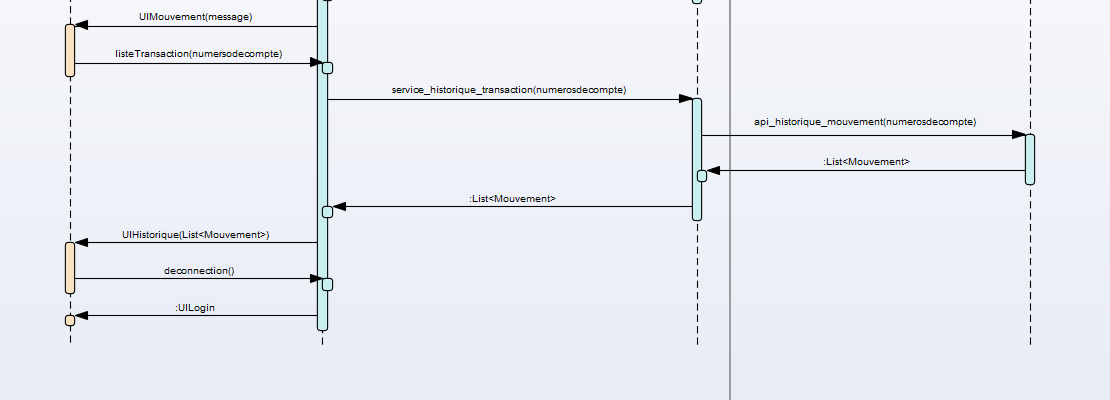 UIMouvement(message)
listeTransaction(numersodecompte)
service_historique_transaction(numerosdecompte)
api_historique_mouvement(numerosdecompte)
:List<Mouvement>
:List<Mouvement>
UIHistorique(List<Mouvement>)
deconnection()
:UILogin